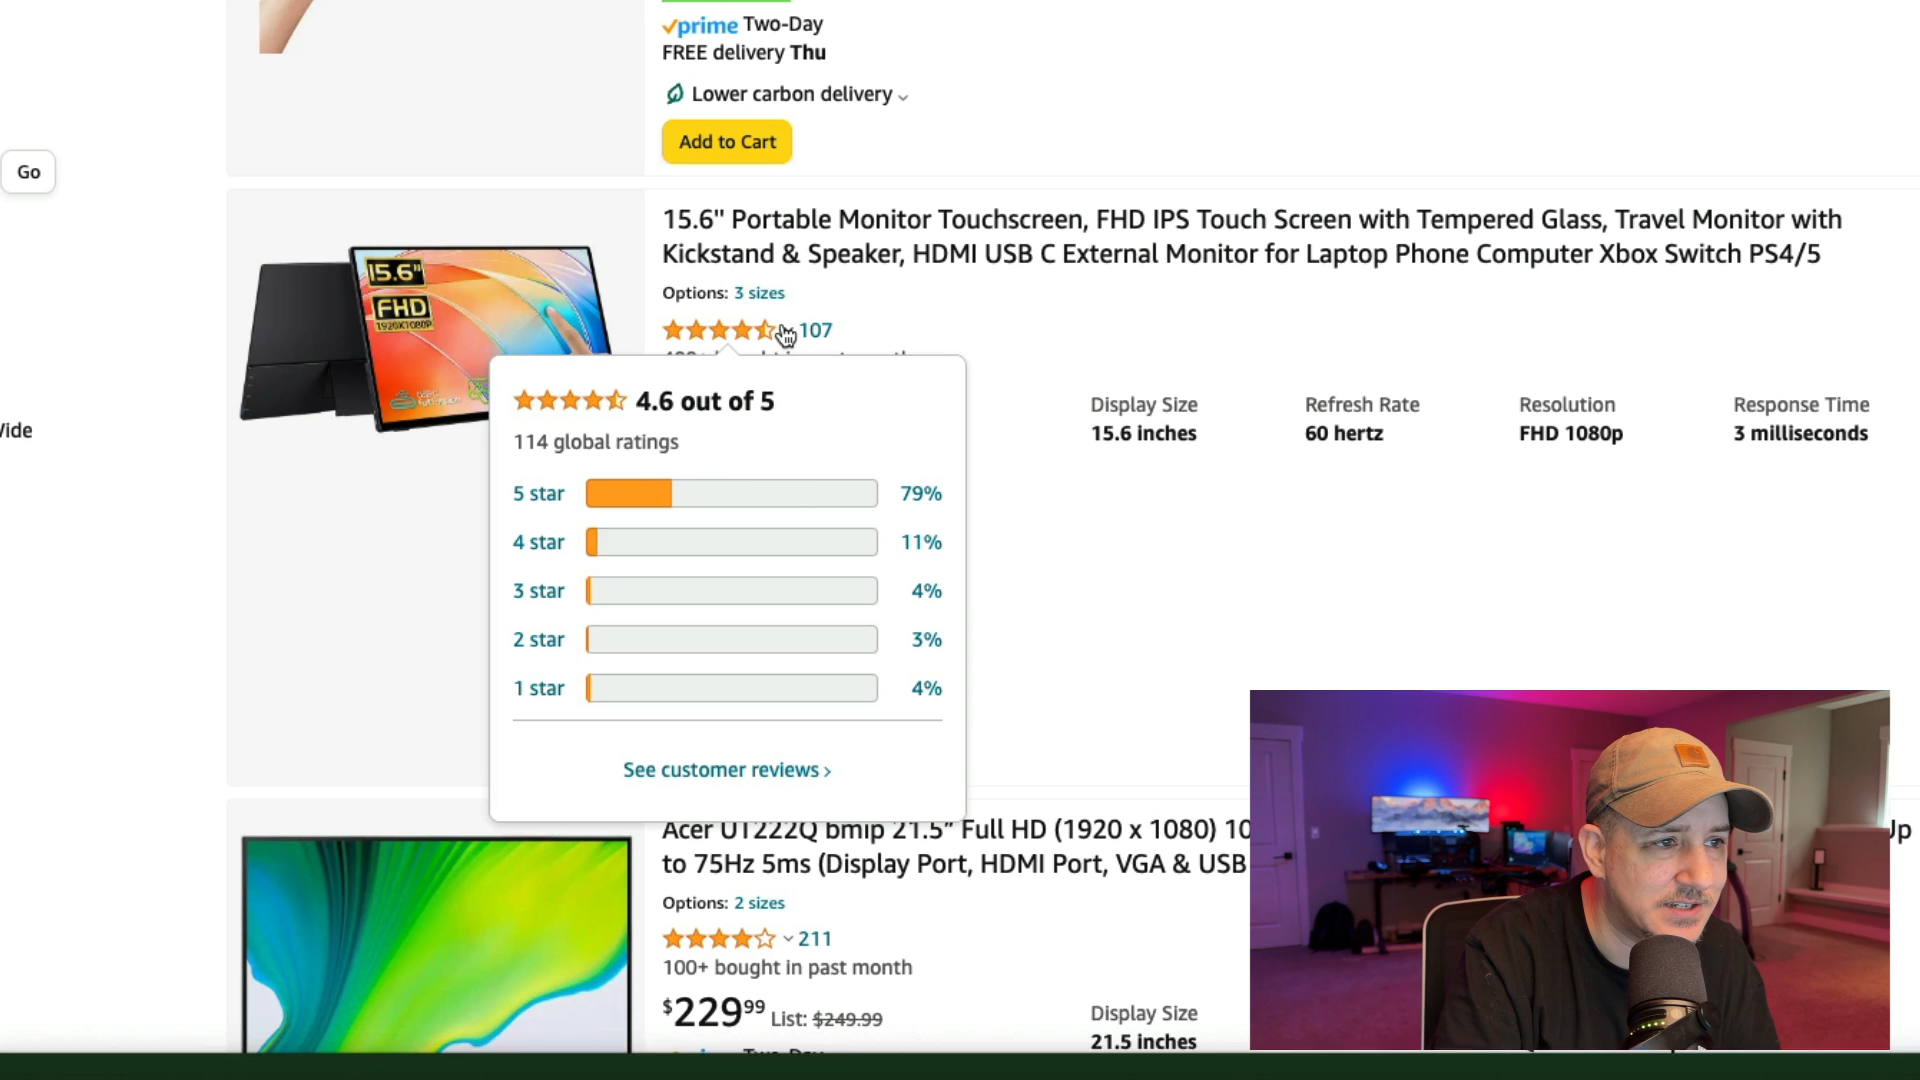 prime Two-Day
FREE delivery Thu
Lower carbon delivery
Add to Cart
Go
15.6" Portable Monitor Touchscreen, FHD IPS Touch Screen with Tempered Glass, Travel Monitor with
Kickstand & Speaker, HDMI USB C External Monitor for Laptop Phone Computer Xbox Switch PS4/5
Options: 3 sizes
107
15.6"
FHD
1920X1080P
4.6 out of 5
114 global ratings
5 star 79%
4 star 11%
3 star 4%
2 star 3%
1 star 4%
See customer reviews ›
Display Size
15.6 inches
Refresh Rate
60 hertz
Resolution
FHD 1080p
Response Time
3 milliseconds
Acer UT222Q bmip 21.5" Full HD (1920 x 1080) 10
to 75Hz 5ms (Display Port, HDMI Port, VGA & USB
Options: 2 sizes
211
100+ bought in past month
$229.99 List: $249.99
Display Size
21.5 inches